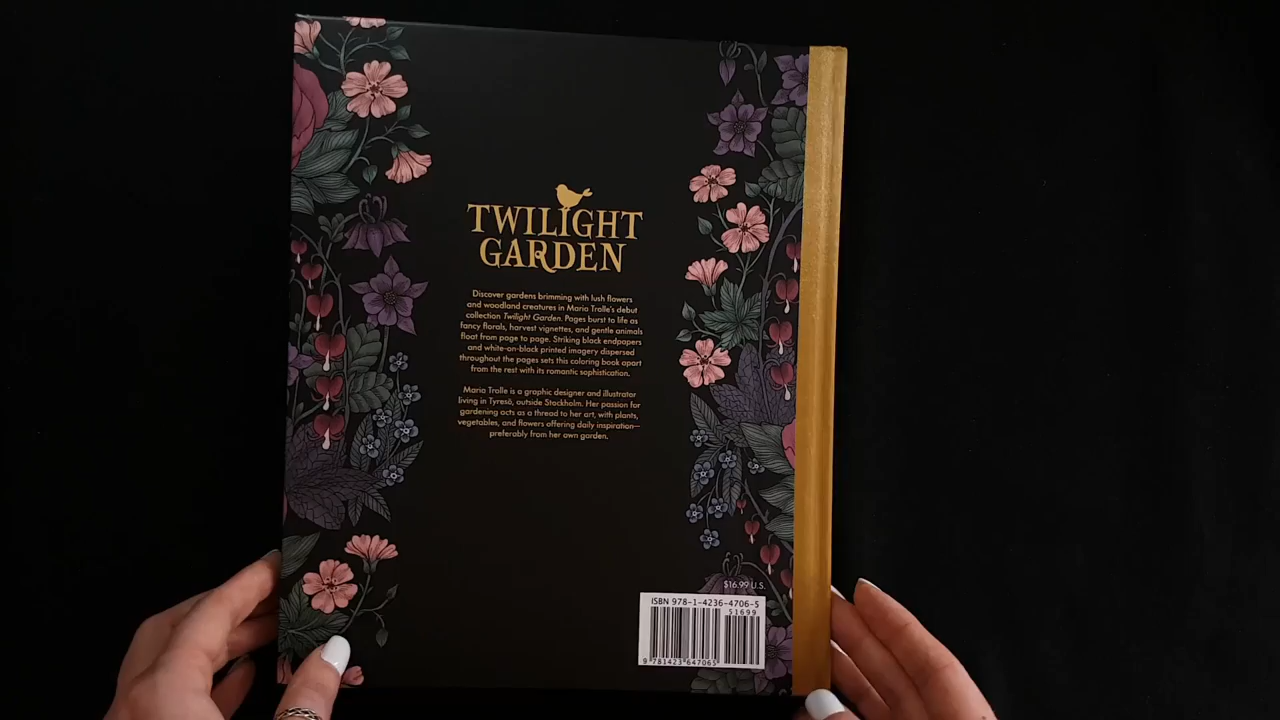 TWILIGHT
GARDEN
Discover gardens brimming with lush flowers
and woodland creatures in Maria Trolle's debut
collection Twilight Garden. Pages burst to life as
fancy florals, harvest vignettes, and gentle animals
float from page to page. Striking black endpapers
and white-on-black printed imagery dispersed
throughout the pages sets this coloring book apart
from the rest with its romantic sophistication.
Maria Trolle is a graphic designer and illustrator
living in Tyresö, outside Stockholm. Her passion for
gardening acts as a thread to her art, with plants,
vegetables, and flowers offering daily inspiration—
preferably from her own garden.
$16.99 U.S.
ISBN 978-1-4236-4706-5
51699
9 781423 647065